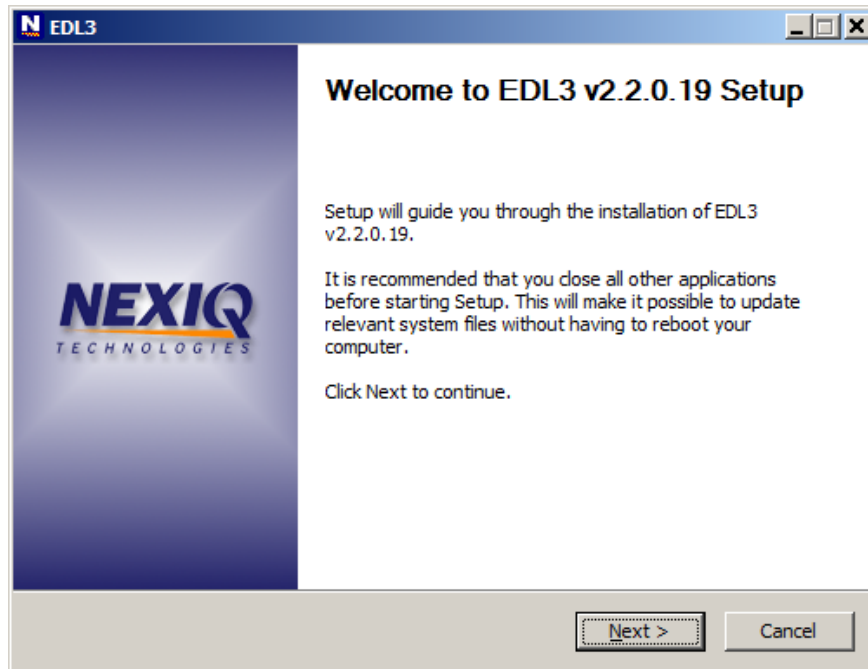 EDL3
Welcome to EDL3 v2.2.0.19 Setup
Setup will guide you through the installation of EDL3
v2.2.0.19.
It is recommended that you close all other applications
before starting Setup. This will make it possible to update
relevant system files without having to reboot your
computer.
Click Next to continue.
NEXIQ
TECHNOLOGIES
Next >
Cancel